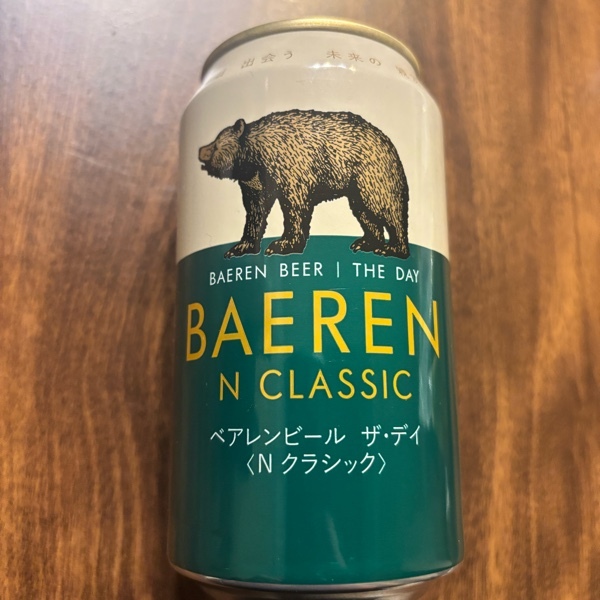 出会う 未来の
BAEREN BEER | THE DAY
BAEREN
N CLASSIC
ベアレンビール ザ・デイ
〈N クラシック〉